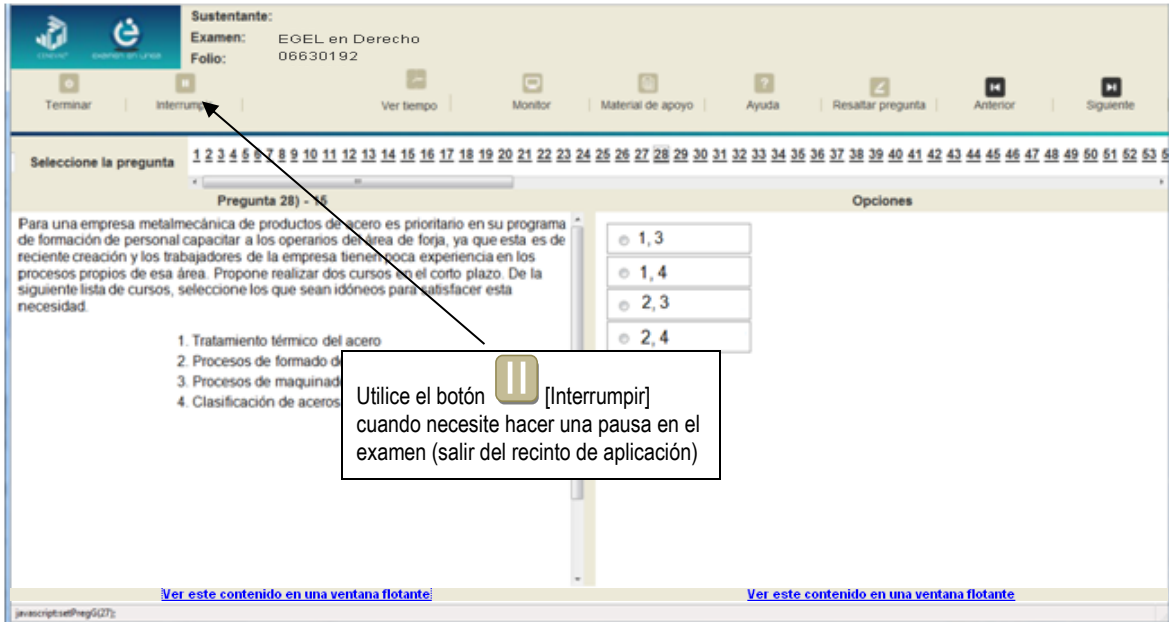 Sustentante:
Examen: EGEL en Derecho
Folio: 06630192
examen en línea
Terminar Interrumpir Ver tiempo Monitor Material de apoyo Ayuda Resaltar pregunta Anterior Siguiente
Seleccione la pregunta 1 2 3 4 5 6 7 8 9 10 11 12 13 14 15 16 17 18 19 20 21 22 23 24 25 26 27 28 29 30 31 32 33 34 35 36 37 38 39 40 41 42 43 44 45 46 47 48 49 50 51 52 53 5
Pregunta 28) - 15 Opciones
Para una empresa metalmecánica de productos de acero es prioritario en su programa
de formación de personal capacitar a los operarios del área de forja, ya que esta es de
reciente creación y los trabajadores de la empresa tienen poca experiencia en los
procesos propios de esa área. Propone realizar dos cursos en el corto plazo. De la
siguiente lista de cursos, seleccione los que sean idóneos para satisfacer esta
necesidad.
1. Tratamiento térmico del acero
2. Procesos de formado d
3. Procesos de maquinad
4. Clasificación de aceros
1, 3
1, 4
2, 3
2, 4
Utilice el botón [Interrumpir]
cuando necesite hacer una pausa en el
examen (salir del recinto de aplicación)
Ver este contenido en una ventana flotante Ver este contenido en una ventana flotante
javascript:setPregG(27);